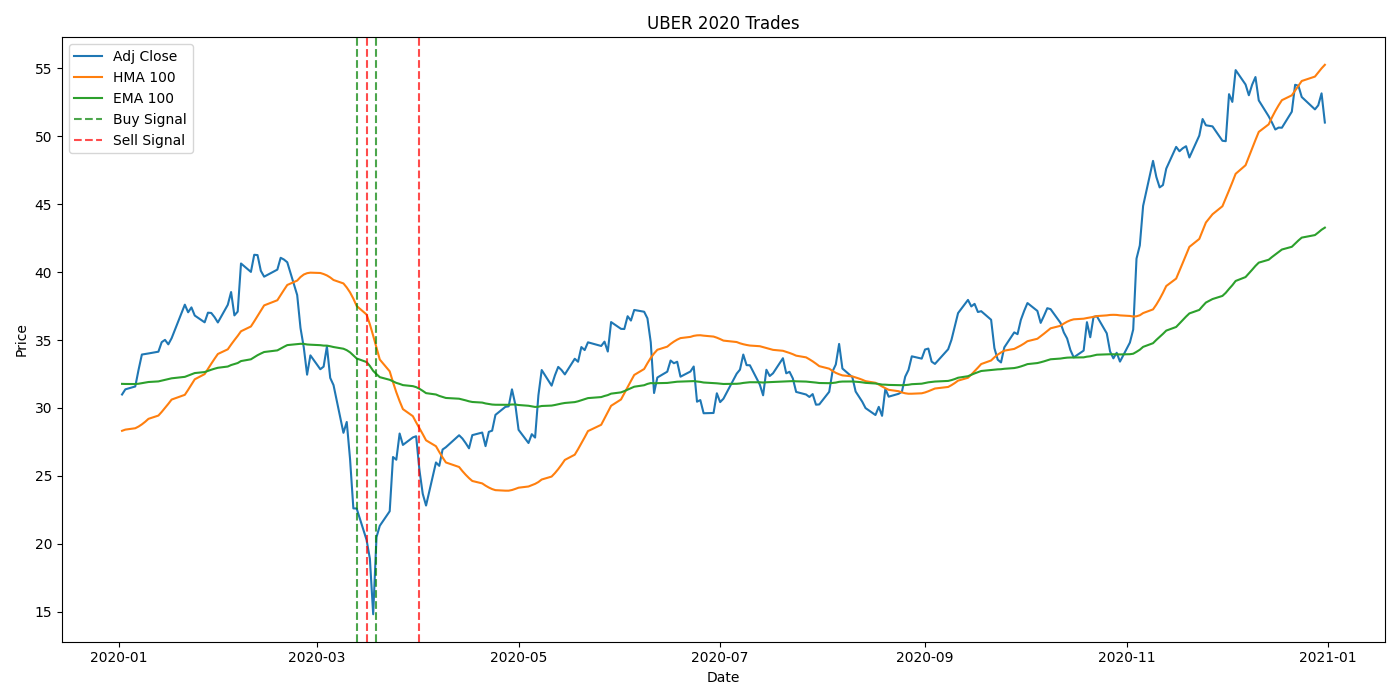 UBER 2020 Trades
Adj Close
HMA 100
EMA 100
Buy Signal
Sell Signal
Price
55
50
45
40
35
30
25
20
15
2020-01 2020-03 2020-05 2020-07 2020-09 2020-11 2021-01
Date